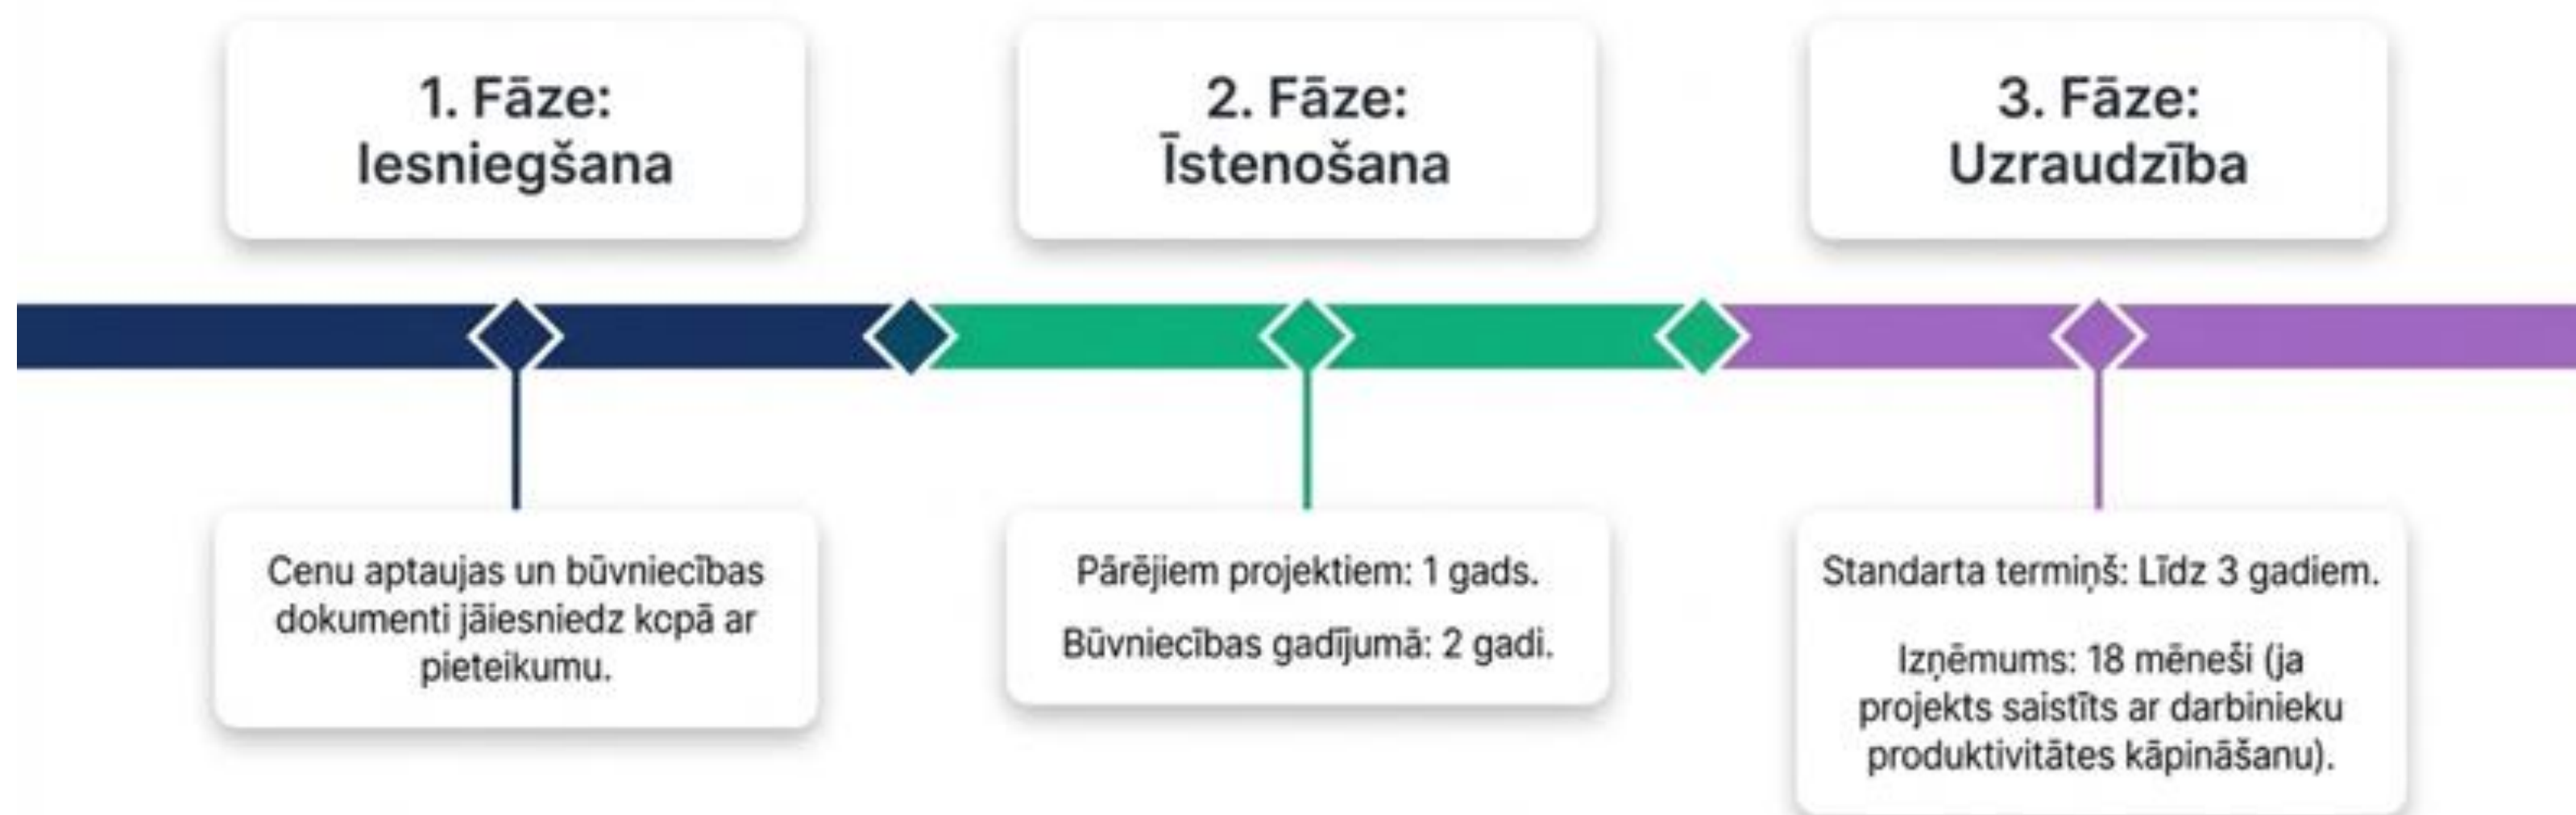 1. Fāze:
Iesniegšana
2. Fāze:
Īstenošana
3. Fāze:
Uzraudzība
Cenu aptaujas un būvniecības
dokumenti jāiesniedz kopā ar
pieteikumu.
Pārējiem projektiem: 1 gads.
Būvniecības gadījumā: 2 gadi.
Standarta termiņš: Līdz 3 gadiem.
Izņēmums: 18 mēneši (ja
projekts saistīts ar darbinieku
produktivitātes kāpināšanu).